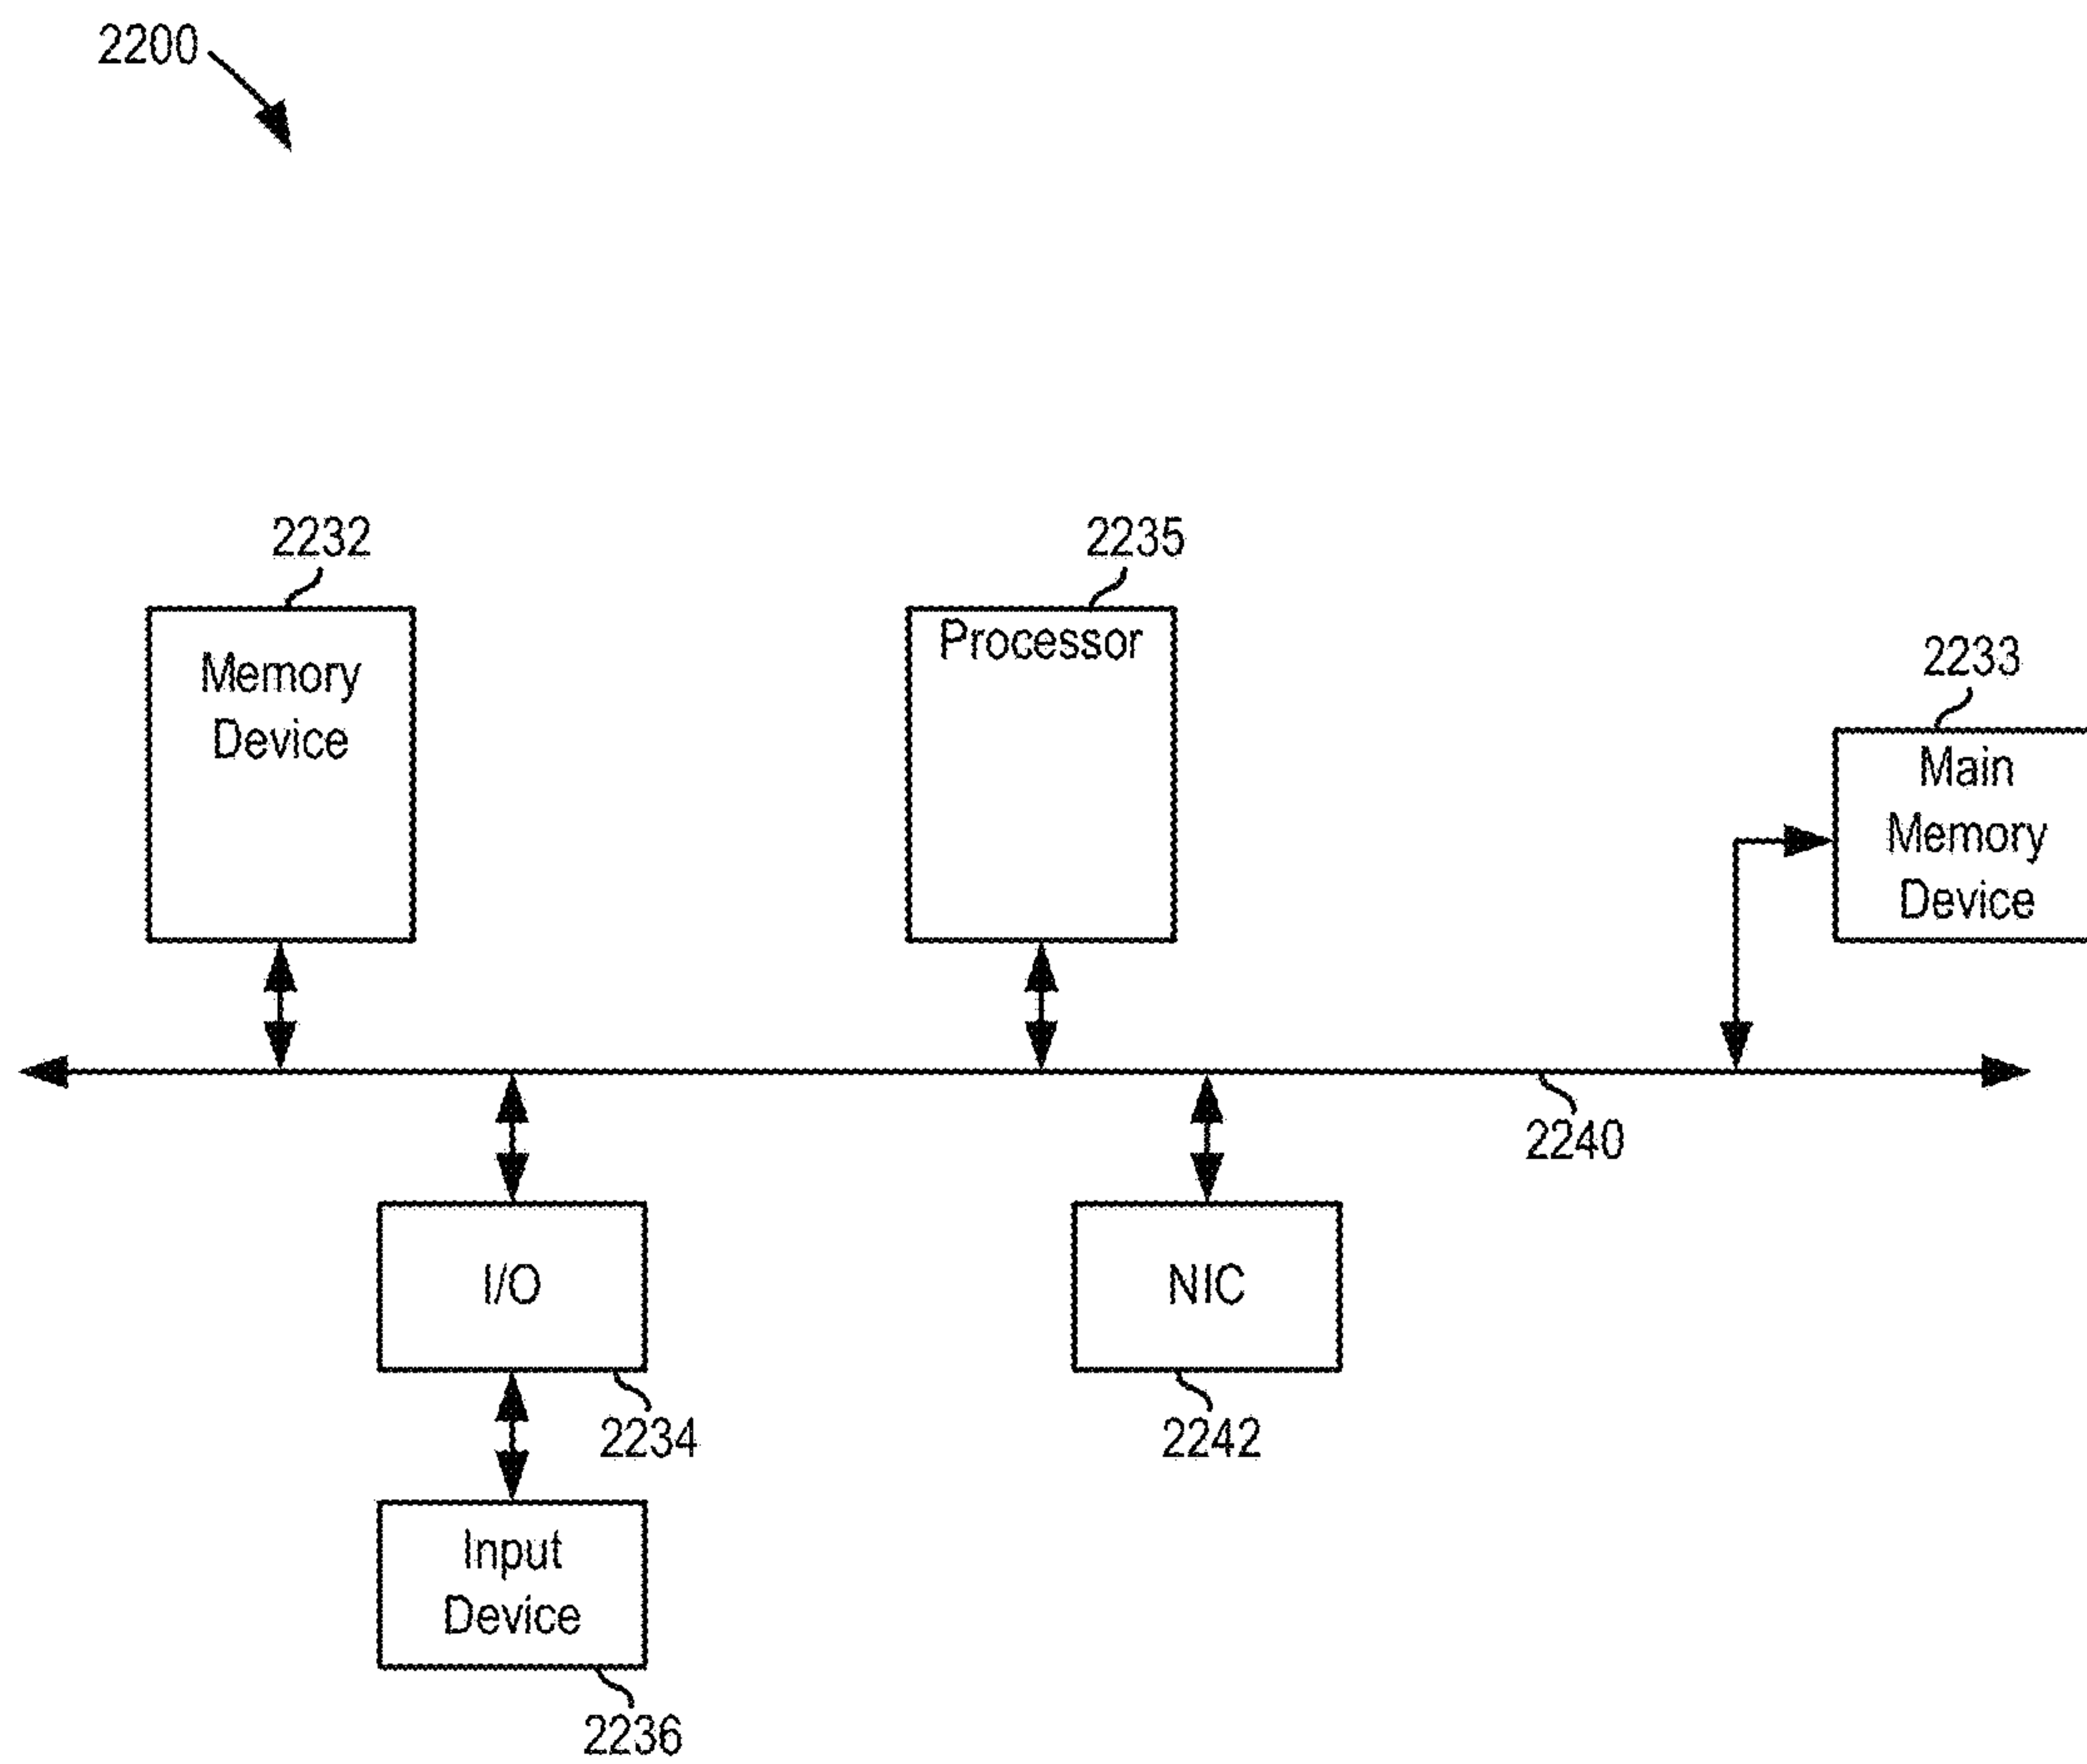 2200
2232
2235
2233
Memory
Device
Processor
Main
Memory
Device
2240
I/O
NIC
2234
2242
Input
Device
2236